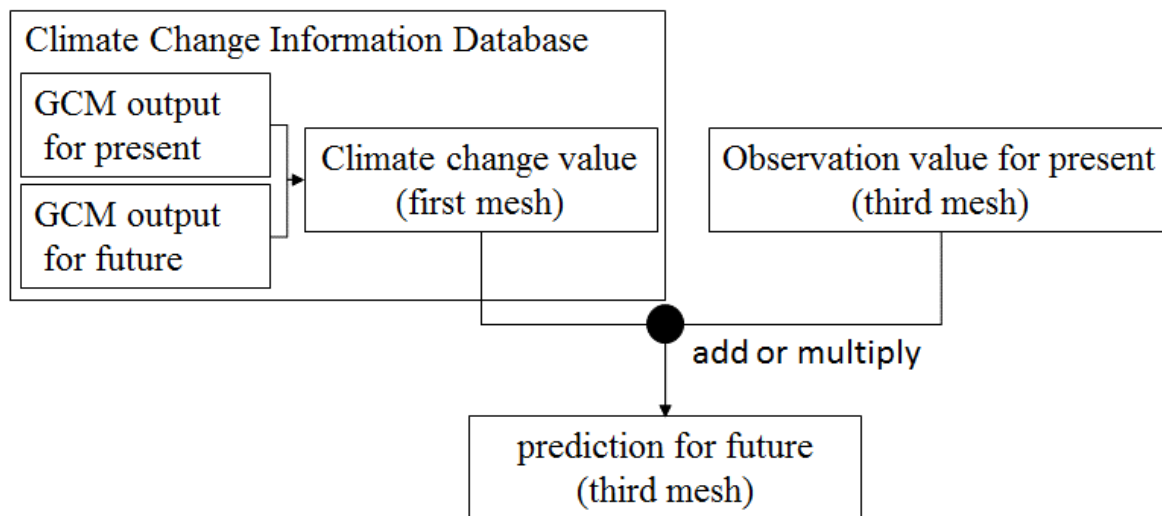 Climate Change Information Database
GCM output
for present
GCM output
for future
Climate change value
(first mesh)
Observation value for present
(third mesh)
add or multiply
prediction for future
(third mesh)